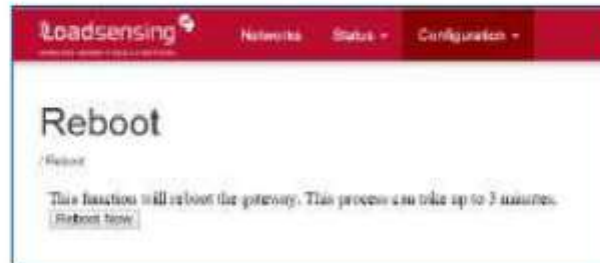 Loadsensing
Networks Status Configuration
Reboot
/ Reboot
This function will reboot the gateway. This process can take up to 3 minutes.
Reboot Now